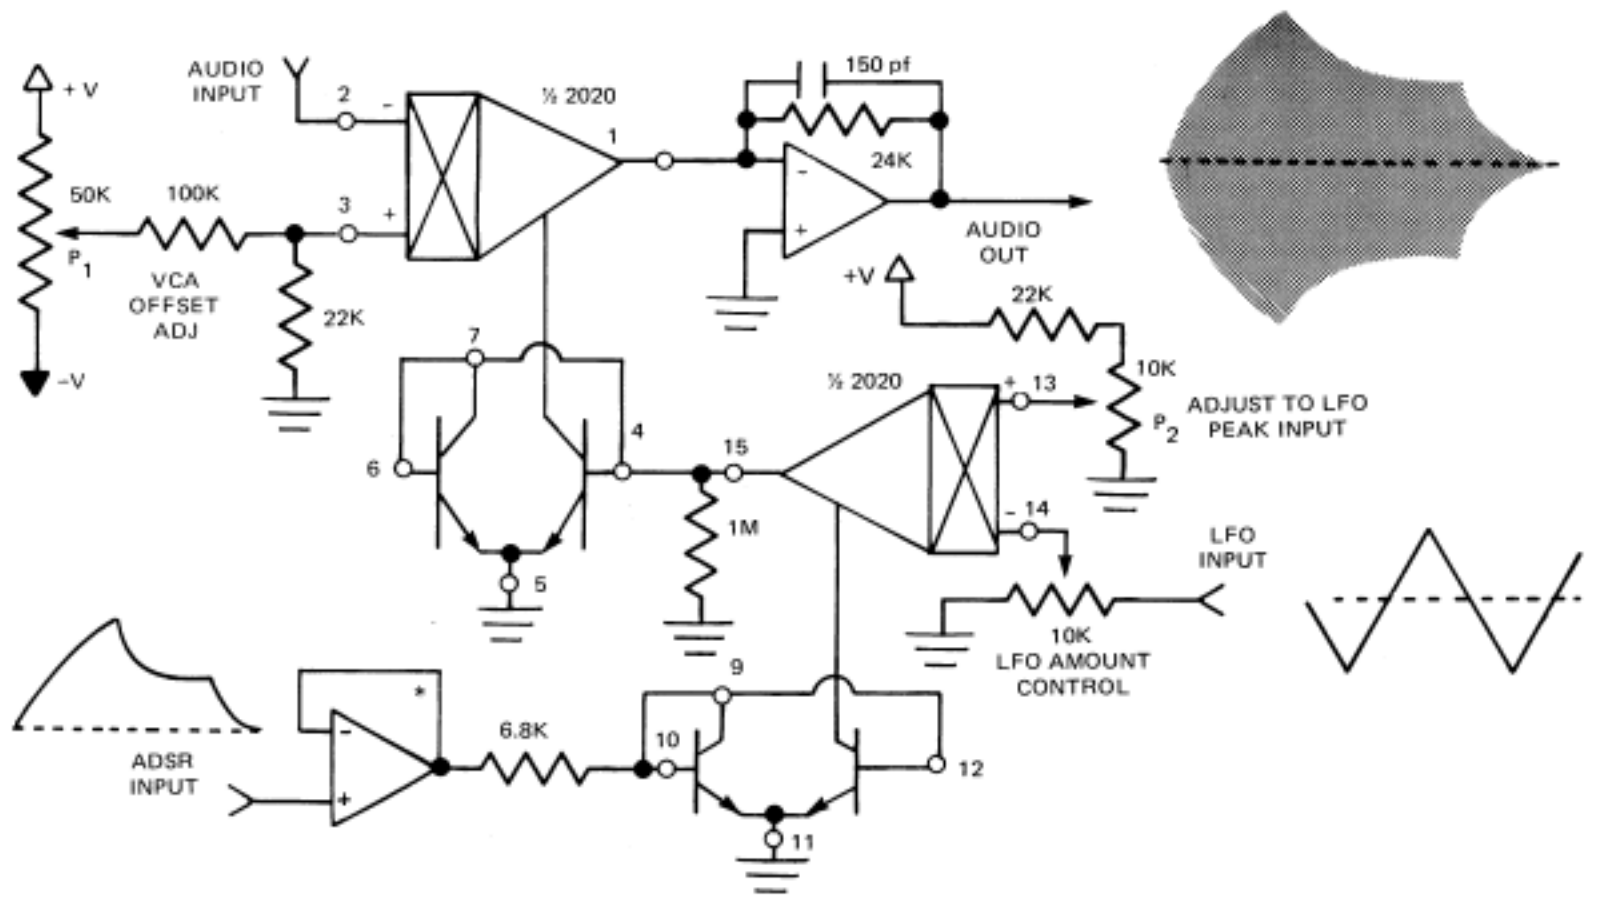 +V
AUDIO
INPUT
2
-
½ 2020
1
150 pf
24K
-
+
AUDIO
OUT
50K
P1
100K
3
+
VCA
OFFSET
ADJ
22K
-V
7
6
4
5
15
1M
½ 2020
+V
22K
10K
P2
+ 13
ADJUST TO LFO
PEAK INPUT
- 14
LFO
INPUT
10K
LFO AMOUNT
CONTROL
ADSR
INPUT
*
-
+
6.8K
9
10
12
11